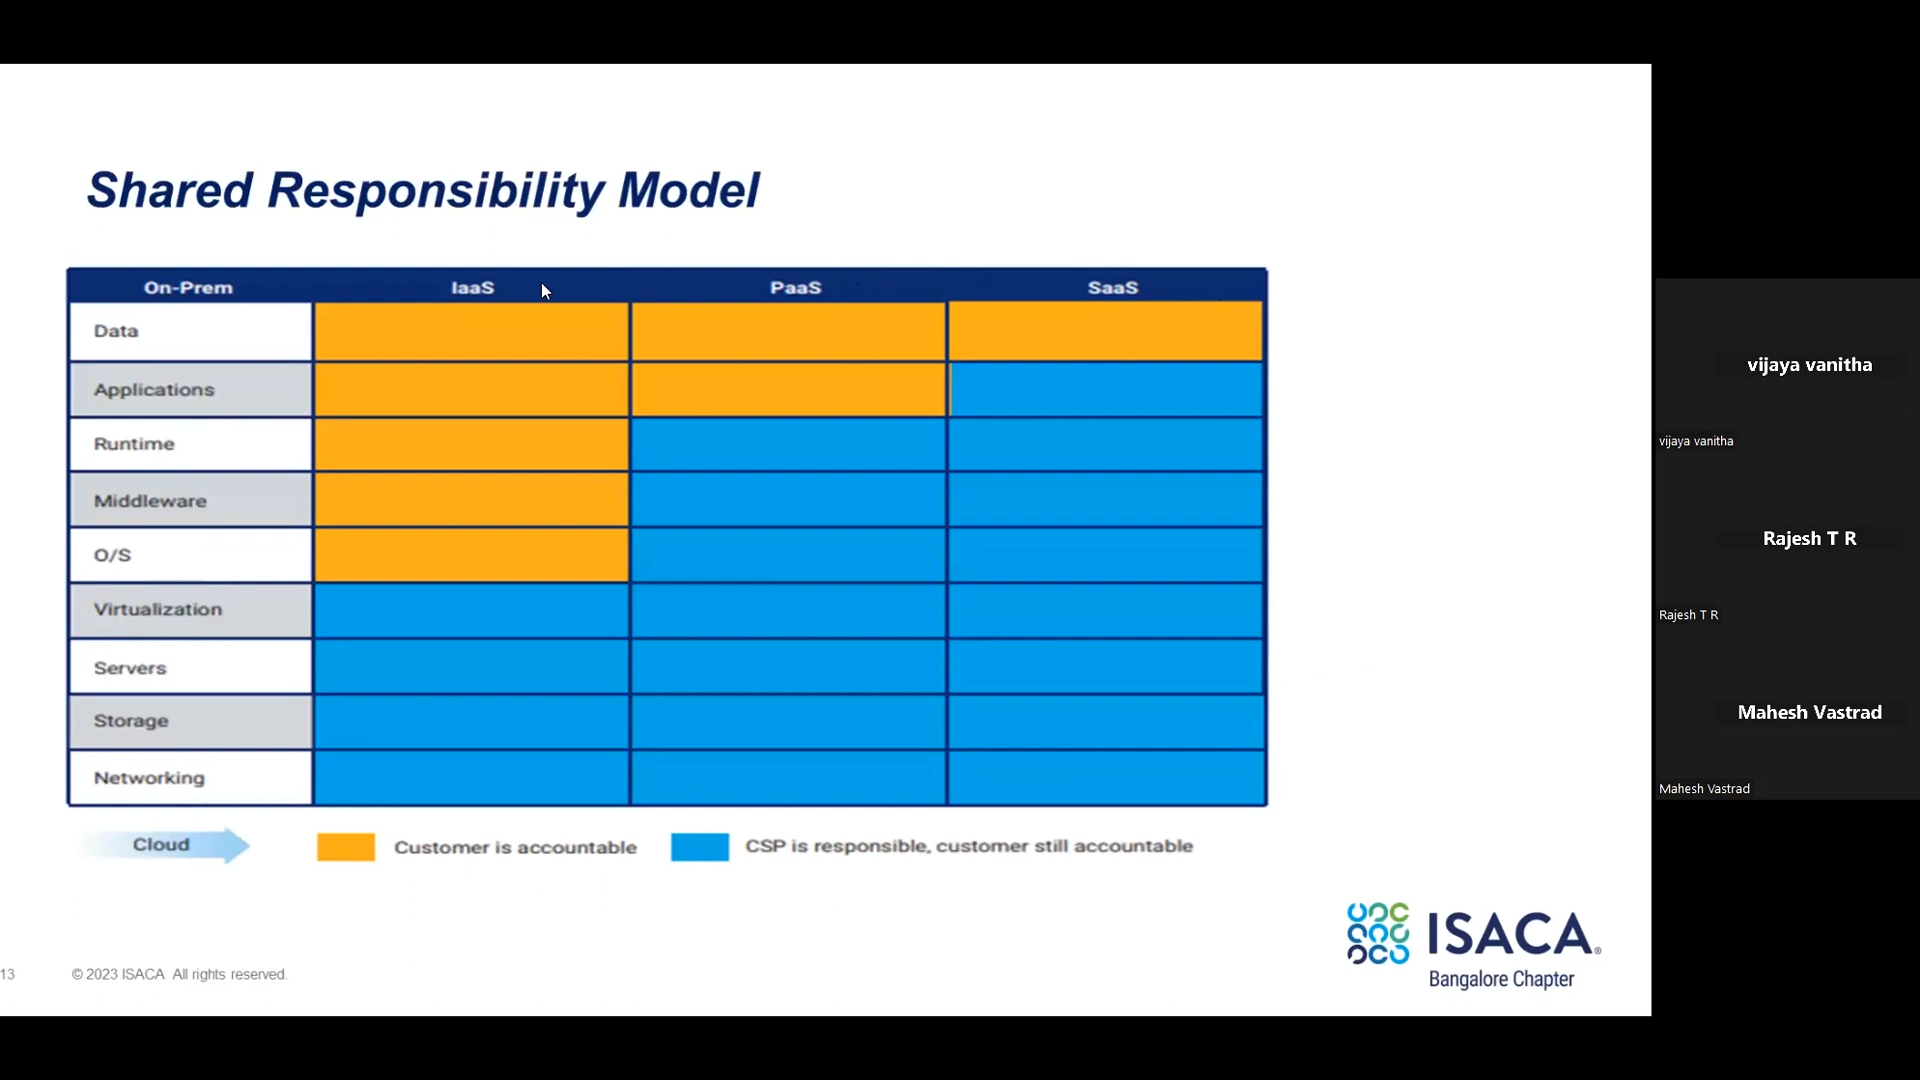 Shared Responsibility Model
On-Prem IaaS PaaS SaaS
Data
Applications
Runtime
Middleware
O/S
Virtualization
Servers
Storage
Networking
Cloud Customer is accountable CSP is responsible, customer still accountable
ISACA®
Bangalore Chapter
13 © 2023 ISACA All rights reserved.
vijaya vanitha
vijaya vanitha
Rajesh T R
Rajesh T R
Mahesh Vastrad
Mahesh Vastrad